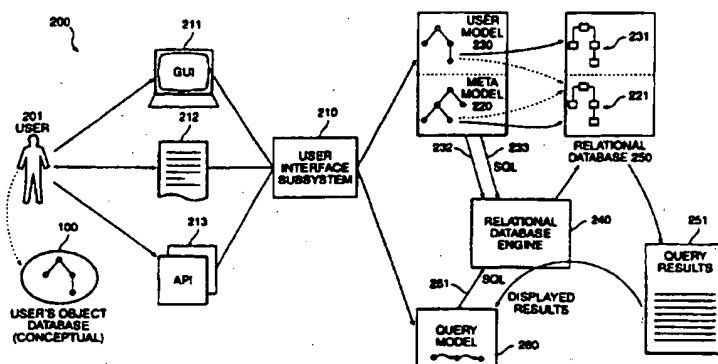 200
211
GUI
201
USER
212
213
API
100
USER'S OBJECT
DATABASE
(CONCEPTUAL)
210
USER
INTERFACE
SUBSYSTEM
USER
MODEL
230
META
MODEL
220
231
221
RELATIONAL
DATABASE 250
232
233
SQL
RELATIONAL
DATABASE
ENGINE
240
251
QUERY
RESULTS
261
SQL
DISPLAYED
RESULTS
QUERY
MODEL
260